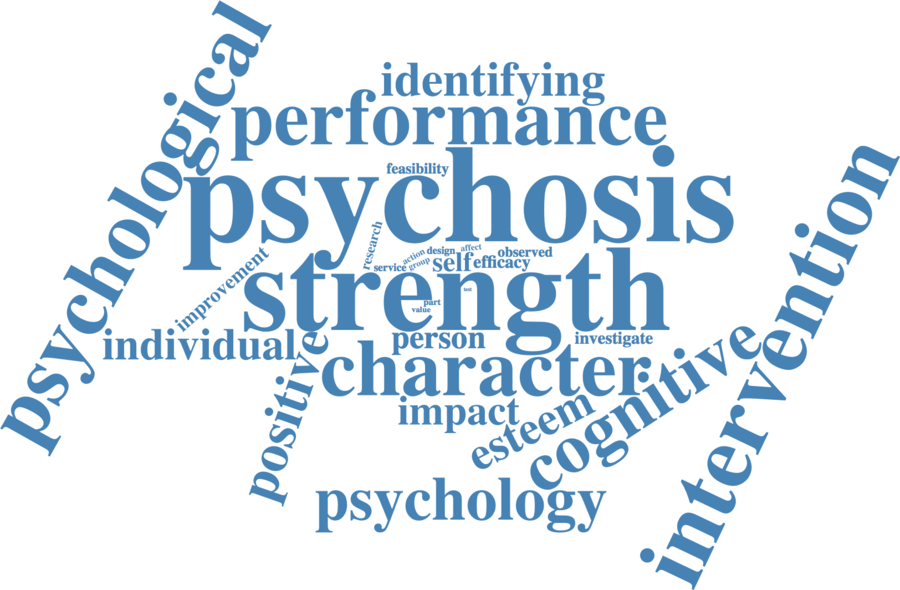 psychological
identifying
performance
feasibility
psychosis
research
action
design
affect
observed
service
group
self
efficacy
improvement
strength
test
part
value
individual
person
investigate
positive
character
impact
esteem
cognitive
intervention
psychology